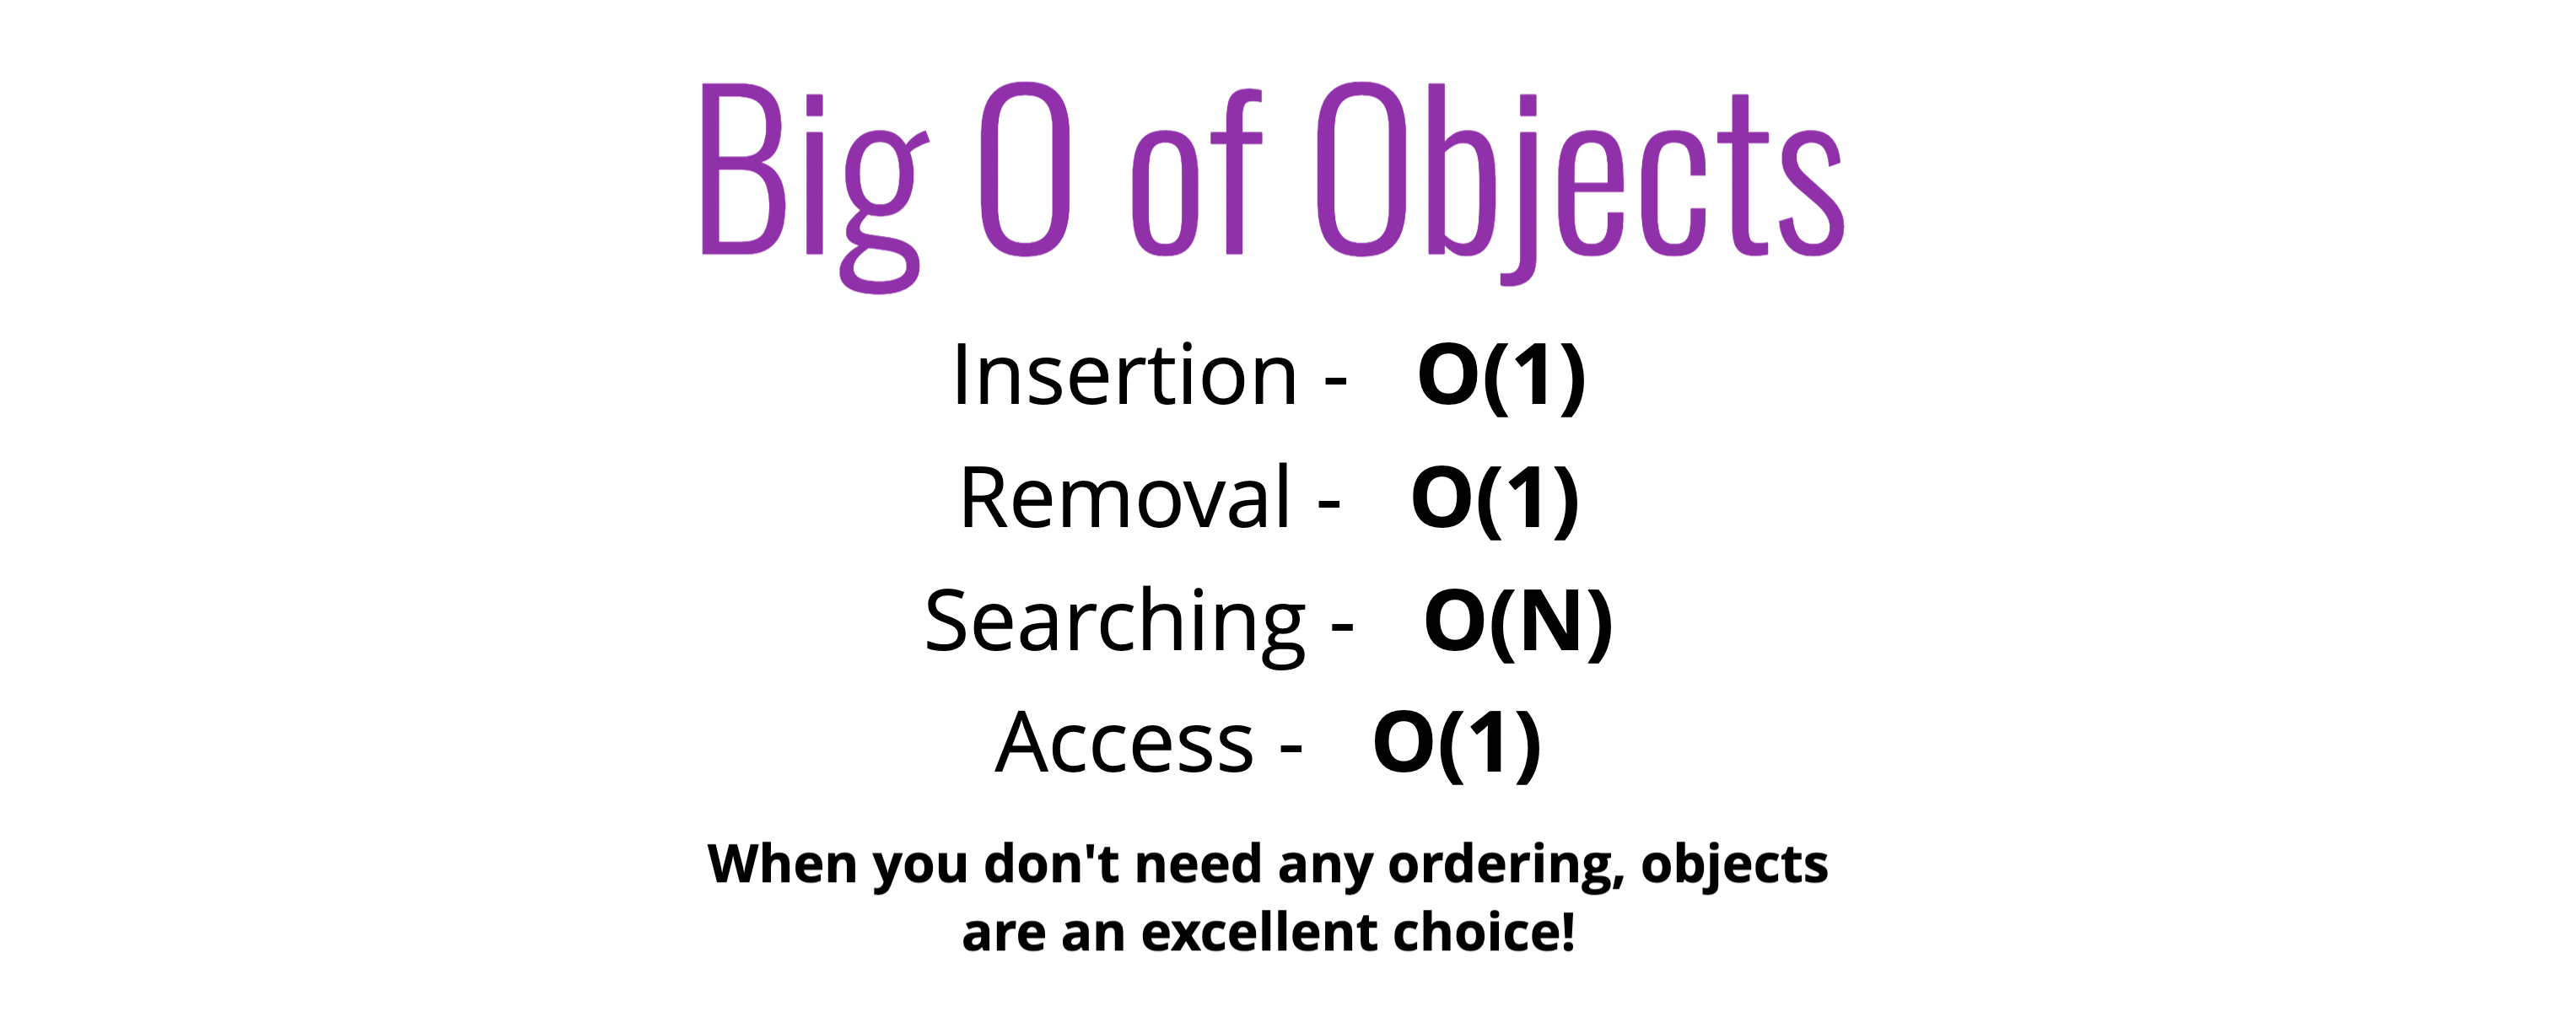 Big O of Objects
Insertion - O(1)
Removal - O(1)
Searching - O(N)
Access - O(1)
When you don't need any ordering, objects
are an excellent choice!